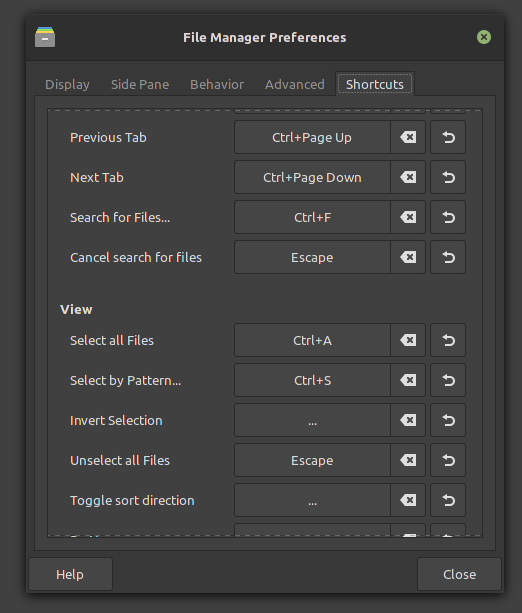 File Manager Preferences
Display Side Pane Behavior Advanced Shortcuts
Previous Tab Ctrl+Page Up
Next Tab Ctrl+Page Down
Search for Files... Ctrl+F
Cancel search for files Escape
View
Select all Files Ctrl+A
Select by Pattern... Ctrl+S
Invert Selection ...
Unselect all Files Escape
Toggle sort direction ...
Help Close